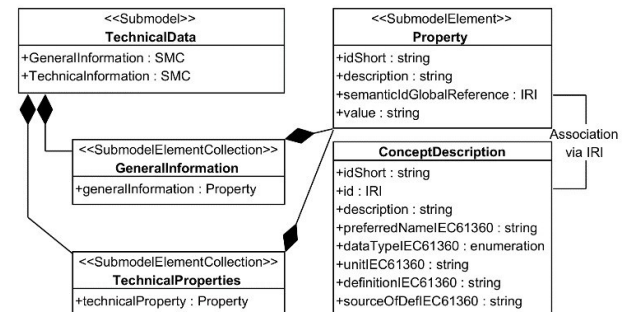 <<Submodel>>
TechnicalData
+GeneralInformation : SMC
+TechnicalInformation : SMC
<<SubmodelElementCollection>>
GeneralInformation
+generalInformation : Property
<<SubmodelElementCollection>>
TechnicalProperties
+technicalProperty : Property
<<SubmodelElement>>
Property
+idShort : string
+description : string
+semanticIdGlobalReference : IRI
+value : string
Association
via IRI
ConceptDescription
+idShort : string
+id : IRI
+description : string
+preferredNameIEC61360 : string
+dataTypeIEC61360 : enumeration
+unitIEC61360 : string
+definitionIEC61360 : string
+sourceOfDefIEC61360 : string